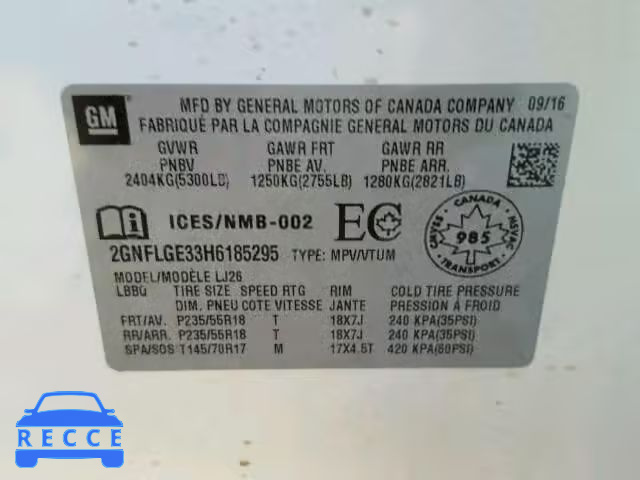 GM
MFD BY GENERAL MOTORS OF CANADA COMPANY 09/16
FABRIQUÉ PAR LA COMPAGNIE GENERAL MOTORS DU CANADA
GVWR GAWR FRT GAWR RR
PNBV PNBE AV. PNBE ARR.
2404KG(5300LB) 1250KG(2755LB) 1280KG(2821LB)
ICES/NMB-002 EC
CANADA
CMVSS NSVAC
985
TRANSPORT
2GNFLGE33H6185295 TYPE: MPV/VTUM
MODEL/MODÈLE LJ26
LBBQ TIRE SIZE SPEED RTG RIM COLD TIRE PRESSURE
DIM. PNEU COTE VITESSE JANTE PRESSION À FROID
FRT/AV. P235/55R18 T 18X7J 240 KPA(35PSI)
RR/ARR. P235/55R18 T 18X7J 240 KPA(35PSI)
SPA/SOS T145/70R17 M 17X4.5T 420 KPA(60PSI)
RECCE